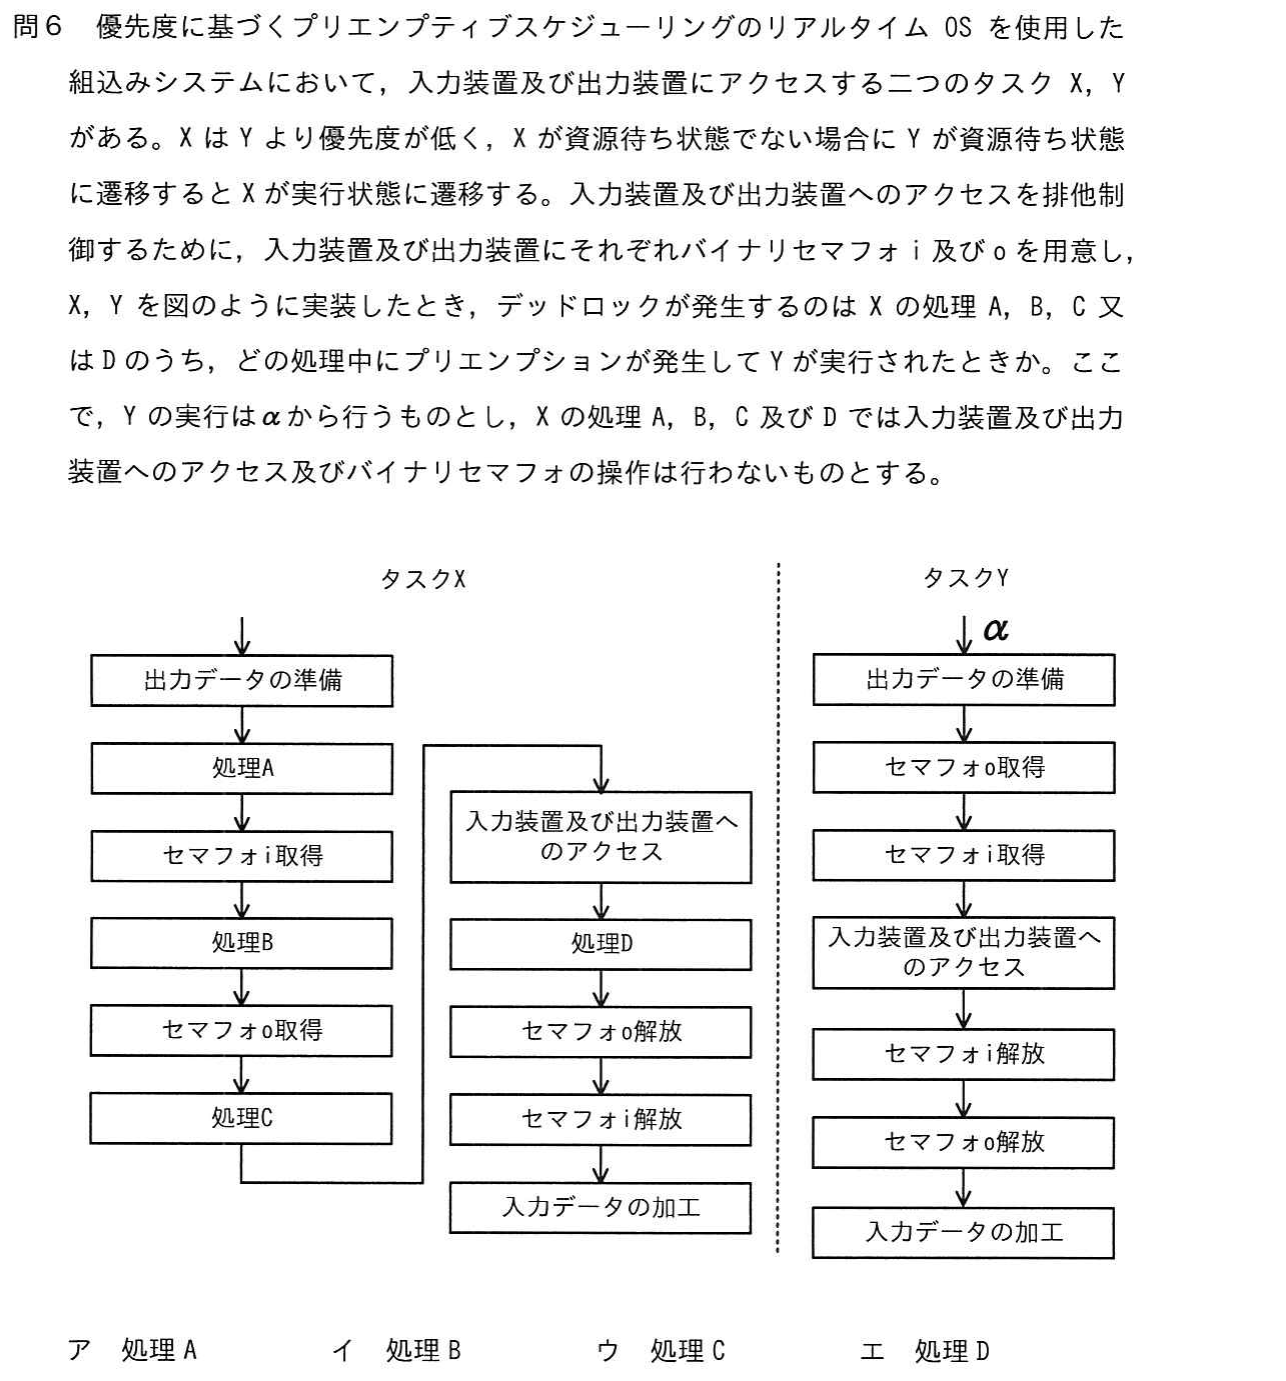 問6 優先度に基づくプリエンプティブスケジューリングのリアルタイム OS を使用した
組込みシステムにおいて，入力装置及び出力装置にアクセスする二つのタスク X，Y
がある。X は Y より優先度が低く，X が資源待ち状態でない場合に Y が資源待ち状態
に遷移すると X が実行状態に遷移する。入力装置及び出力装置へのアクセスを排他制
御するために，入力装置及び出力装置にそれぞれバイナリセマフォ i 及び o を用意し，
X，Y を図のように実装したとき，デッドロックが発生するのは X の処理 A，B，C 又
は D のうち，どの処理中にプリエンプションが発生して Y が実行されたときか。ここ
で，Y の実行はαから行うものとし，X の処理 A，B，C 及び D では入力装置及び出力
装置へのアクセス及びバイナリセマフォの操作は行わないものとする。
タスクX
出力データの準備
処理A
セマフォi取得
処理B
セマフォo取得
処理C
入力装置及び出力装置へ
のアクセス
処理D
セマフォo解放
セマフォi解放
入力データの加工
タスクY
α
出力データの準備
セマフォo取得
セマフォi取得
入力装置及び出力装置へ
のアクセス
セマフォi解放
セマフォo解放
入力データの加工
ア 処理 A イ 処理 B ウ 処理 C エ 処理 D